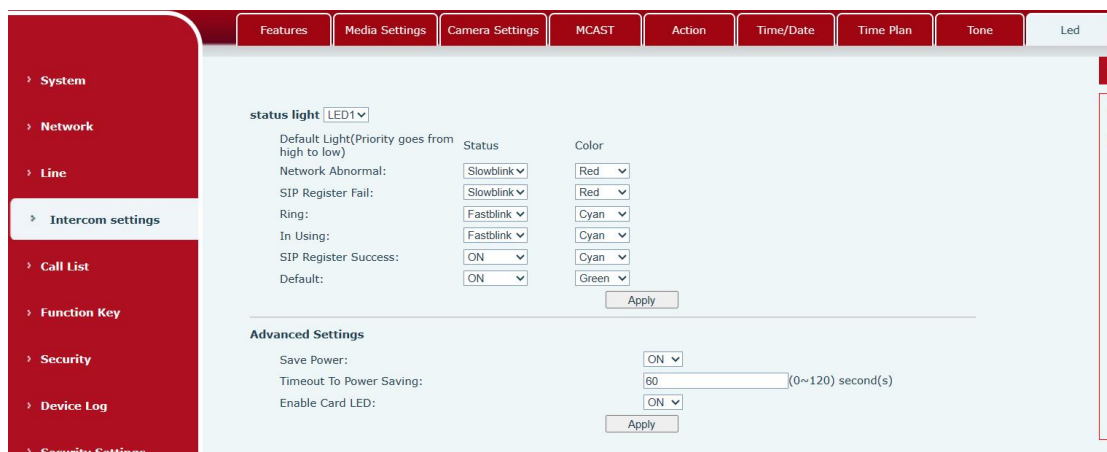 Features Media Settings Camera Settings MCAST Action Time/Date Time Plan Tone Led
System
Network
Line
Intercom settings
Call List
Function Key
Security
Device Log
Security Settings
status light LED1
Default Light(Priority goes from
high to low) Status Color
Network Abnormal: Slowblink Red
SIP Register Fail: Slowblink Red
Ring: Fastblink Cyan
In Using: Fastblink Cyan
SIP Register Success: ON Cyan
Default: ON Green
Apply
Advanced Settings
Save Power: ON
Timeout To Power Saving: 60 (0~120) second(s)
Enable Card LED: ON
Apply